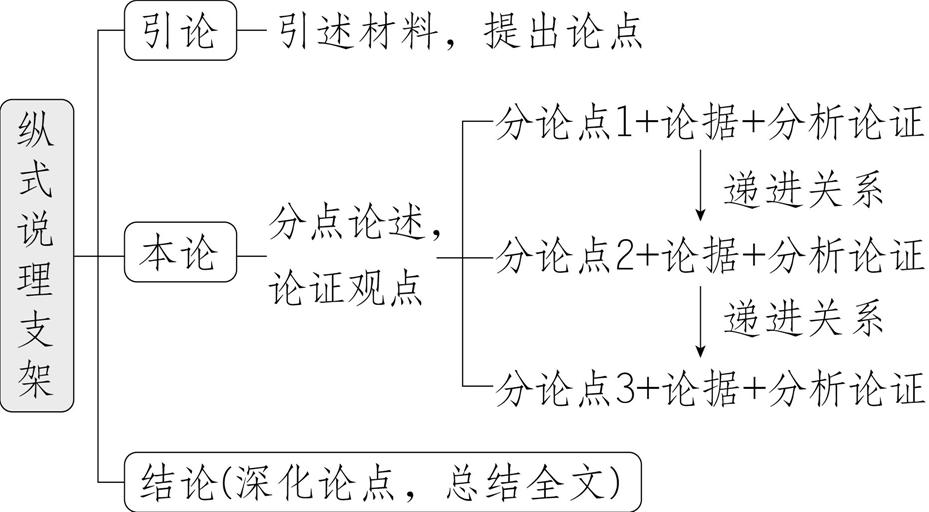 纵式说理支架
引论
引述材料，提出论点
本论
分点论述，
论证观点
分论点1+论据+分析论证
递进关系
分论点2+论据+分析论证
递进关系
分论点3+论据+分析论证
结论(深化论点，总结全文)